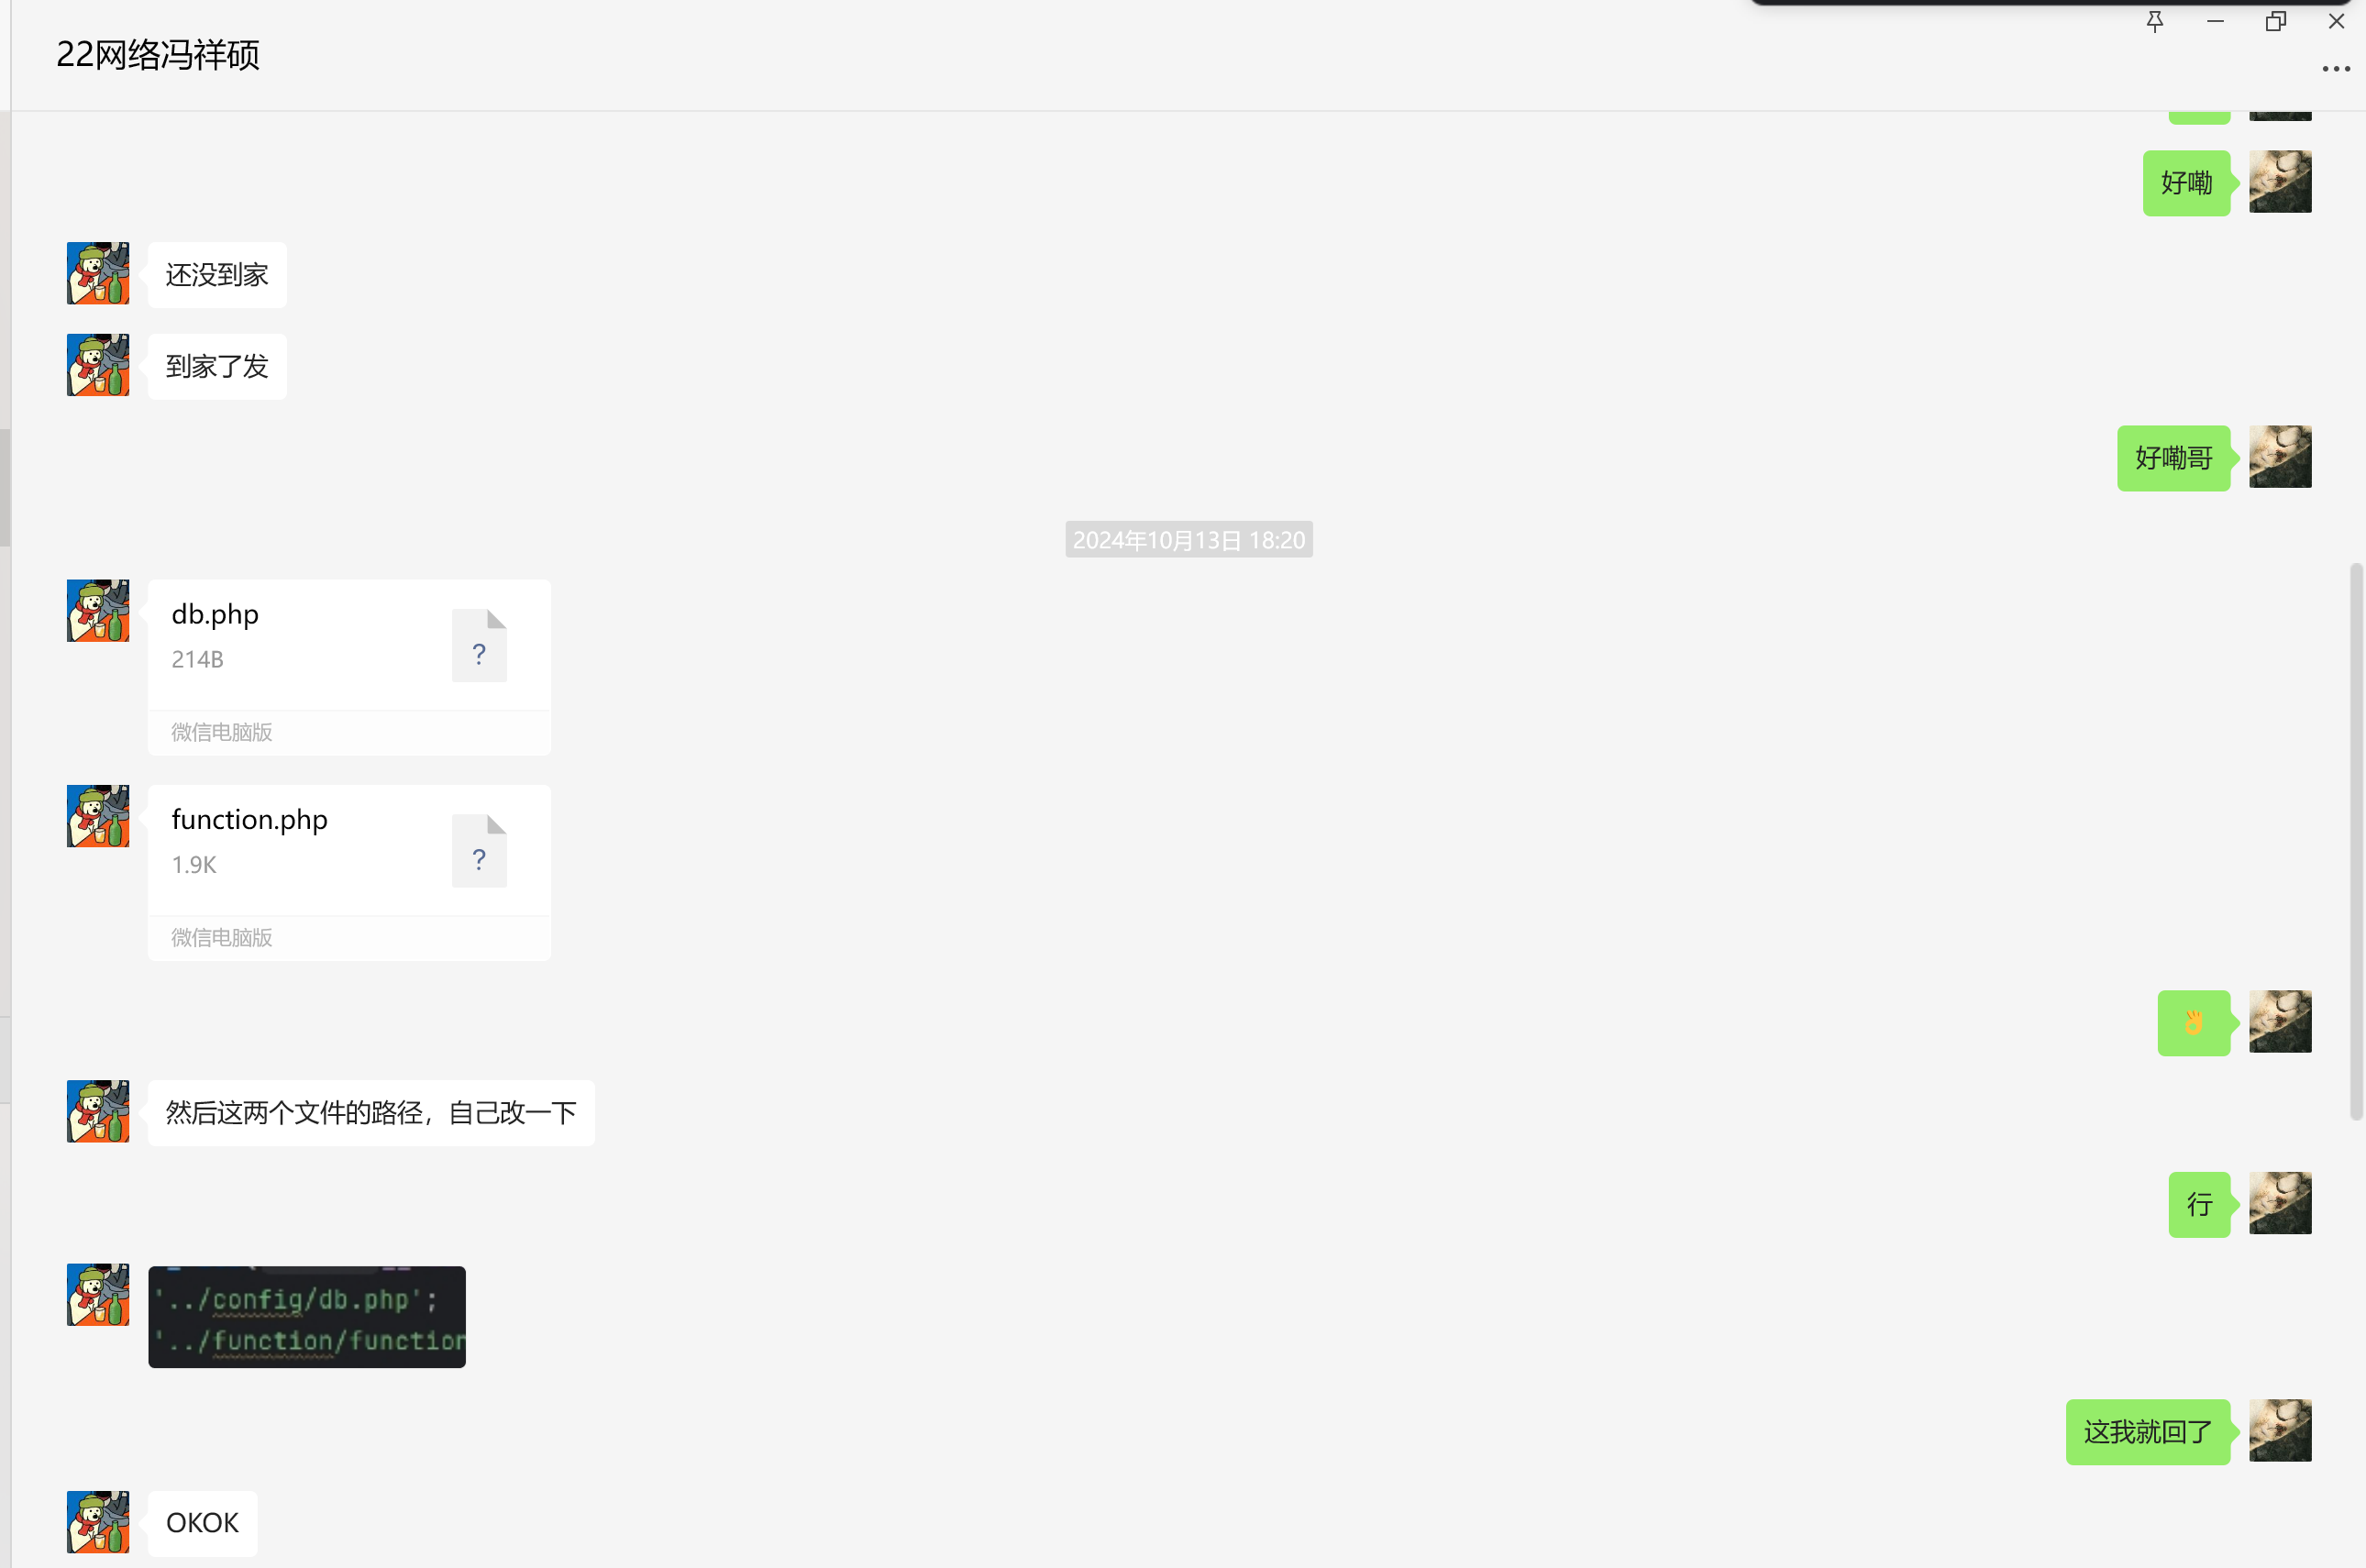 22网络冯祥硕
好嘞
还没到家
到家了发
好嘞哥
2024年10月13日 18:20
db.php
214B
?
微信电脑版
function.php
1.9K
?
微信电脑版
然后这两个文件的路径，自己改一下
行
'../config/db.php';
'../function/function
这我就回了
OKOK